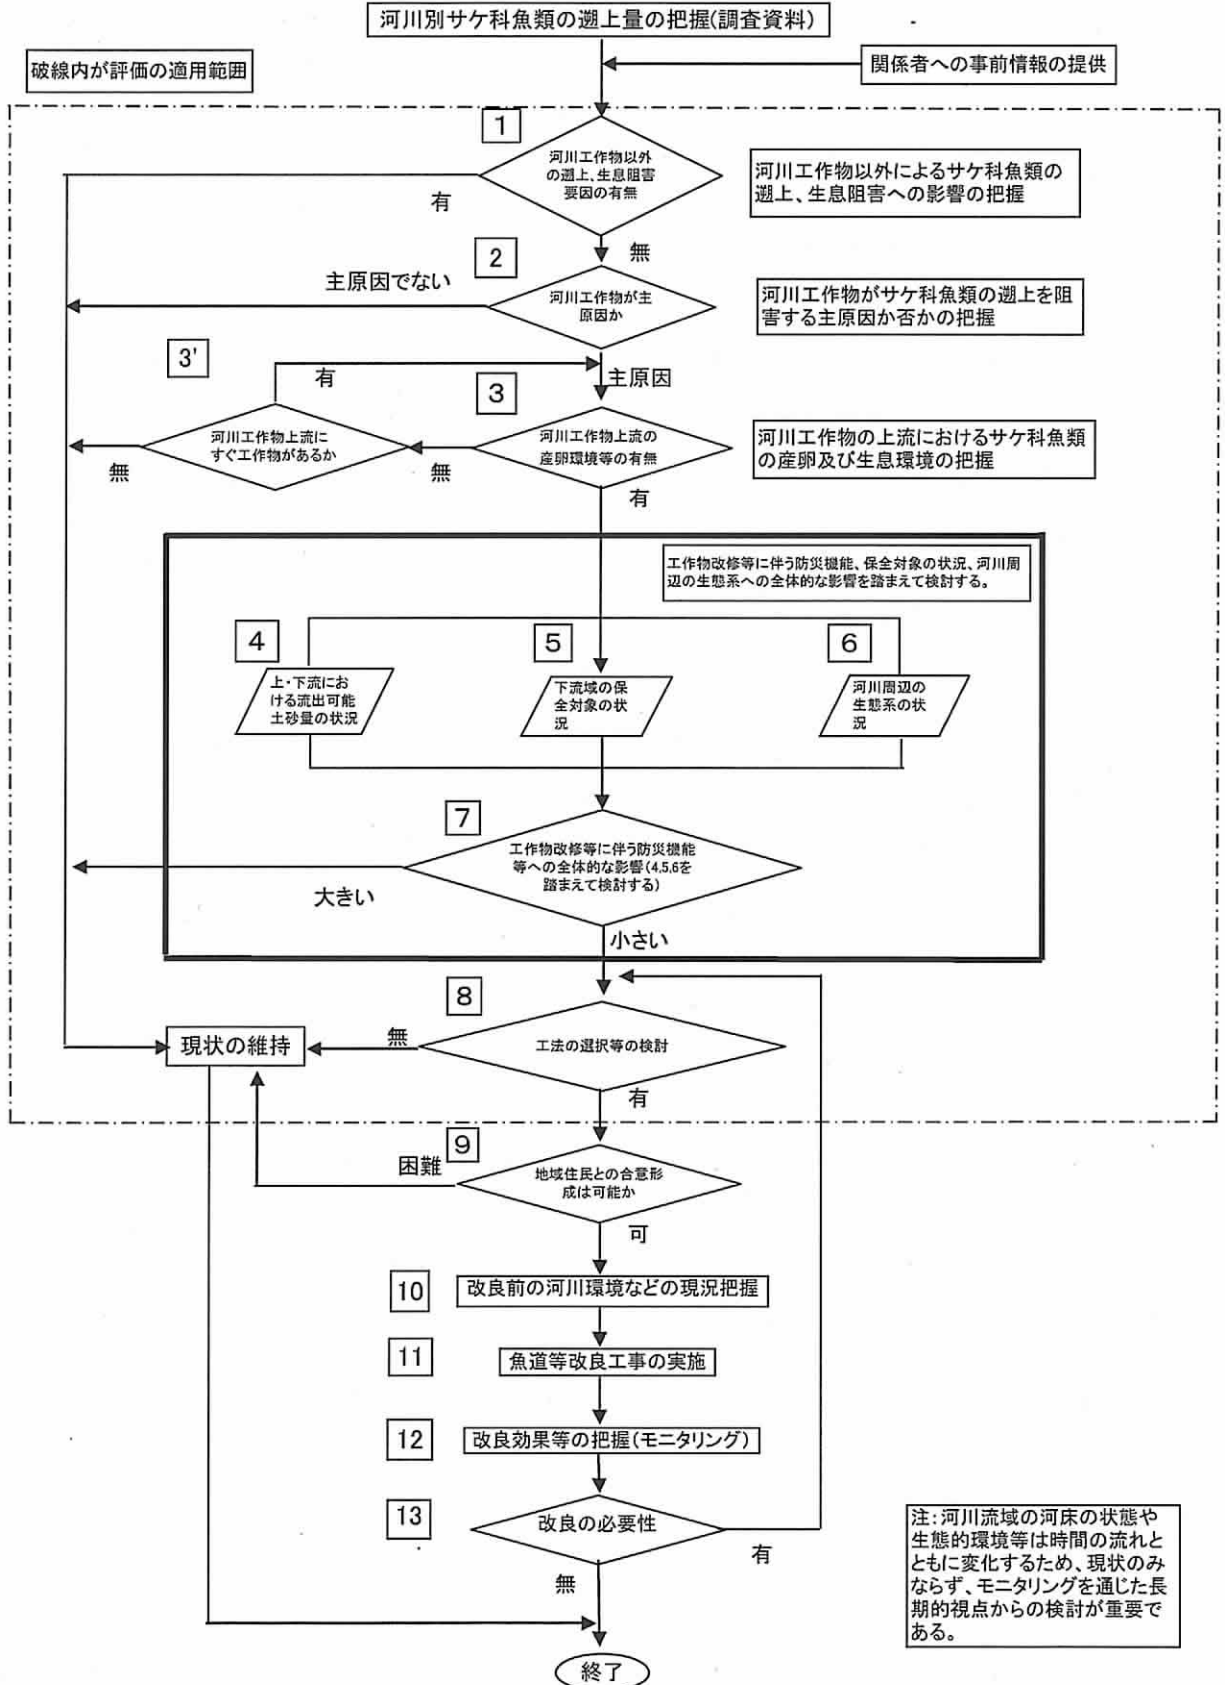 河川別サケ科魚類の遡上量の把握(調査資料)
破線内が評価の適用範囲
関係者への事前情報の提供
1
河川工作物以外
の遡上、生息阻害
要因の有無
河川工作物以外によるサケ科魚類の
遡上、生息阻害への影響の把握
有
無
2
主原因でない
河川工作物が主
原因か
河川工作物がサケ科魚類の遡上を阻
害する主原因か否かの把握
3'
有
主原因
3
河川工作物上流に
すぐ工作物があるか
河川工作物上流の
産卵環境等の有無
河川工作物の上流におけるサケ科魚類
の産卵及び生息環境の把握
無
無
有
工作物改修等に伴う防災機能、保全対象の状況、河川周
辺の生態系への全体的な影響を踏まえて検討する。
4
5
6
上・下流にお
ける流出可能
土砂量の状況
下流域の保
全対象の状
況
河川周辺の
生態系の状
況
7
工作物改修等に伴う防災機能
等への全体的な影響(4,5,6を
踏まえて検討する)
大きい
小さい
8
現状の維持
無
工法の選択等の検討
有
9
困難
地域住民との合意形
成は可能か
可
10
改良前の河川環境などの現況把握
11
魚道等改良工事の実施
12
改良効果等の把握(モニタリング)
13
改良の必要性
有
無
注:河川流域の河床の状態や
生態的環境等は時間の流れと
ともに変化するため、現状のみ
ならず、モニタリングを通じた長
期的視点からの検討が重要で
ある。
終了